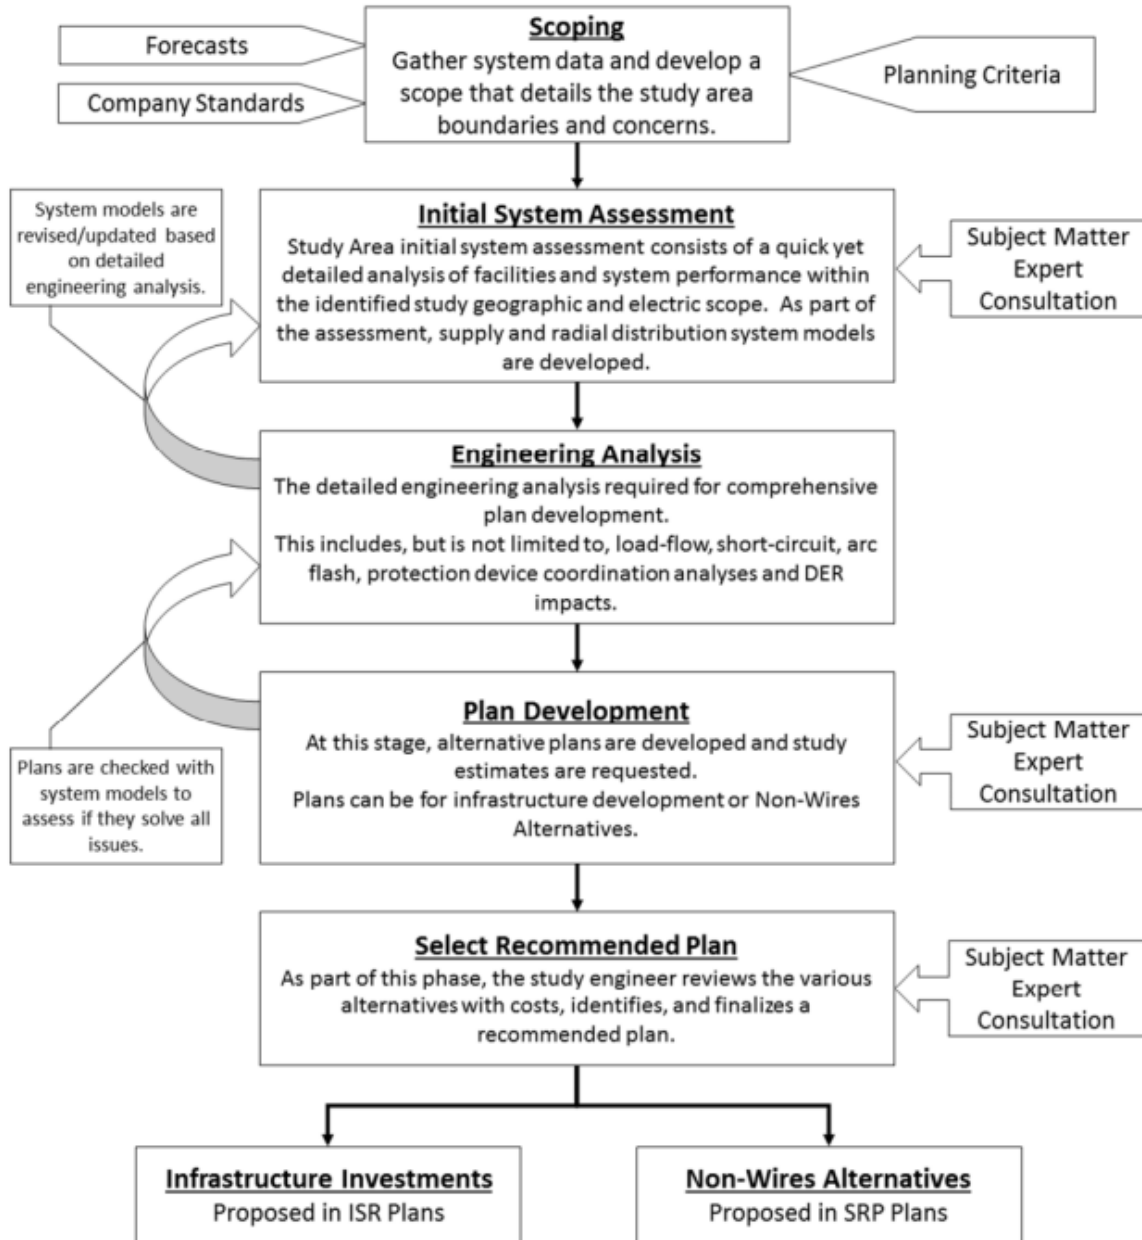 Scoping
Gather system data and develop a
scope that details the study area
boundaries and concerns.
Forecasts
Company Standards
Planning Criteria
Initial System Assessment
Study Area initial system assessment consists of a quick yet
detailed analysis of facilities and system performance within
the identified study geographic and electric scope. As part of
the assessment, supply and radial distribution system models
are developed.
System models are
revised/updated based
on detailed
engineering analysis.
Subject Matter
Expert
Consultation
Engineering Analysis
The detailed engineering analysis required for comprehensive
plan development.
This includes, but is not limited to, load-flow, short-circuit, arc
flash, protection device coordination analyses and DER
impacts.
Plan Development
At this stage, alternative plans are developed and study
estimates are requested.
Plans can be for infrastructure development or Non-Wires
Alternatives.
Plans are checked with
system models to
assess if they solve all
issues.
Subject Matter
Expert
Consultation
Select Recommended Plan
As part of this phase, the study engineer reviews the various
alternatives with costs, identifies, and finalizes a
recommended plan.
Subject Matter
Expert
Consultation
Infrastructure Investments
Proposed in ISR Plans
Non-Wires Alternatives
Proposed in SRP Plans